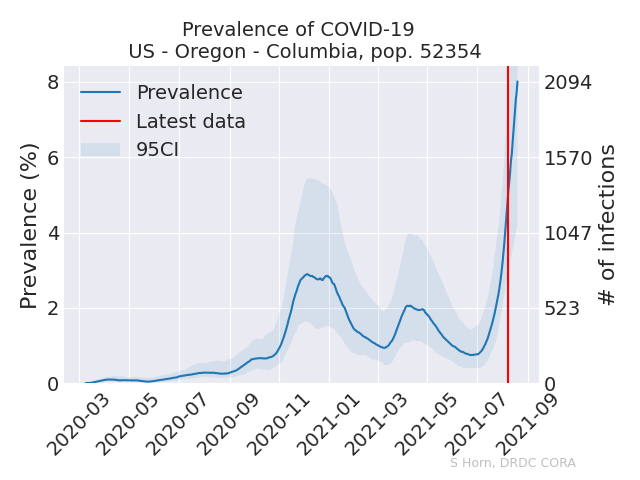 Prevalence of COVID-19
US - Oregon - Columbia, pop. 52354
Prevalence
Latest data
95CI
Prevalence (%)
8
6
4
2
0
2094
1570
1047
523
0
# of infections
2020-03
2020-05
2020-07
2020-09
2020-11
2021-01
2021-03
2021-05
2021-07
2021-09
S Horn, DRDC CORA